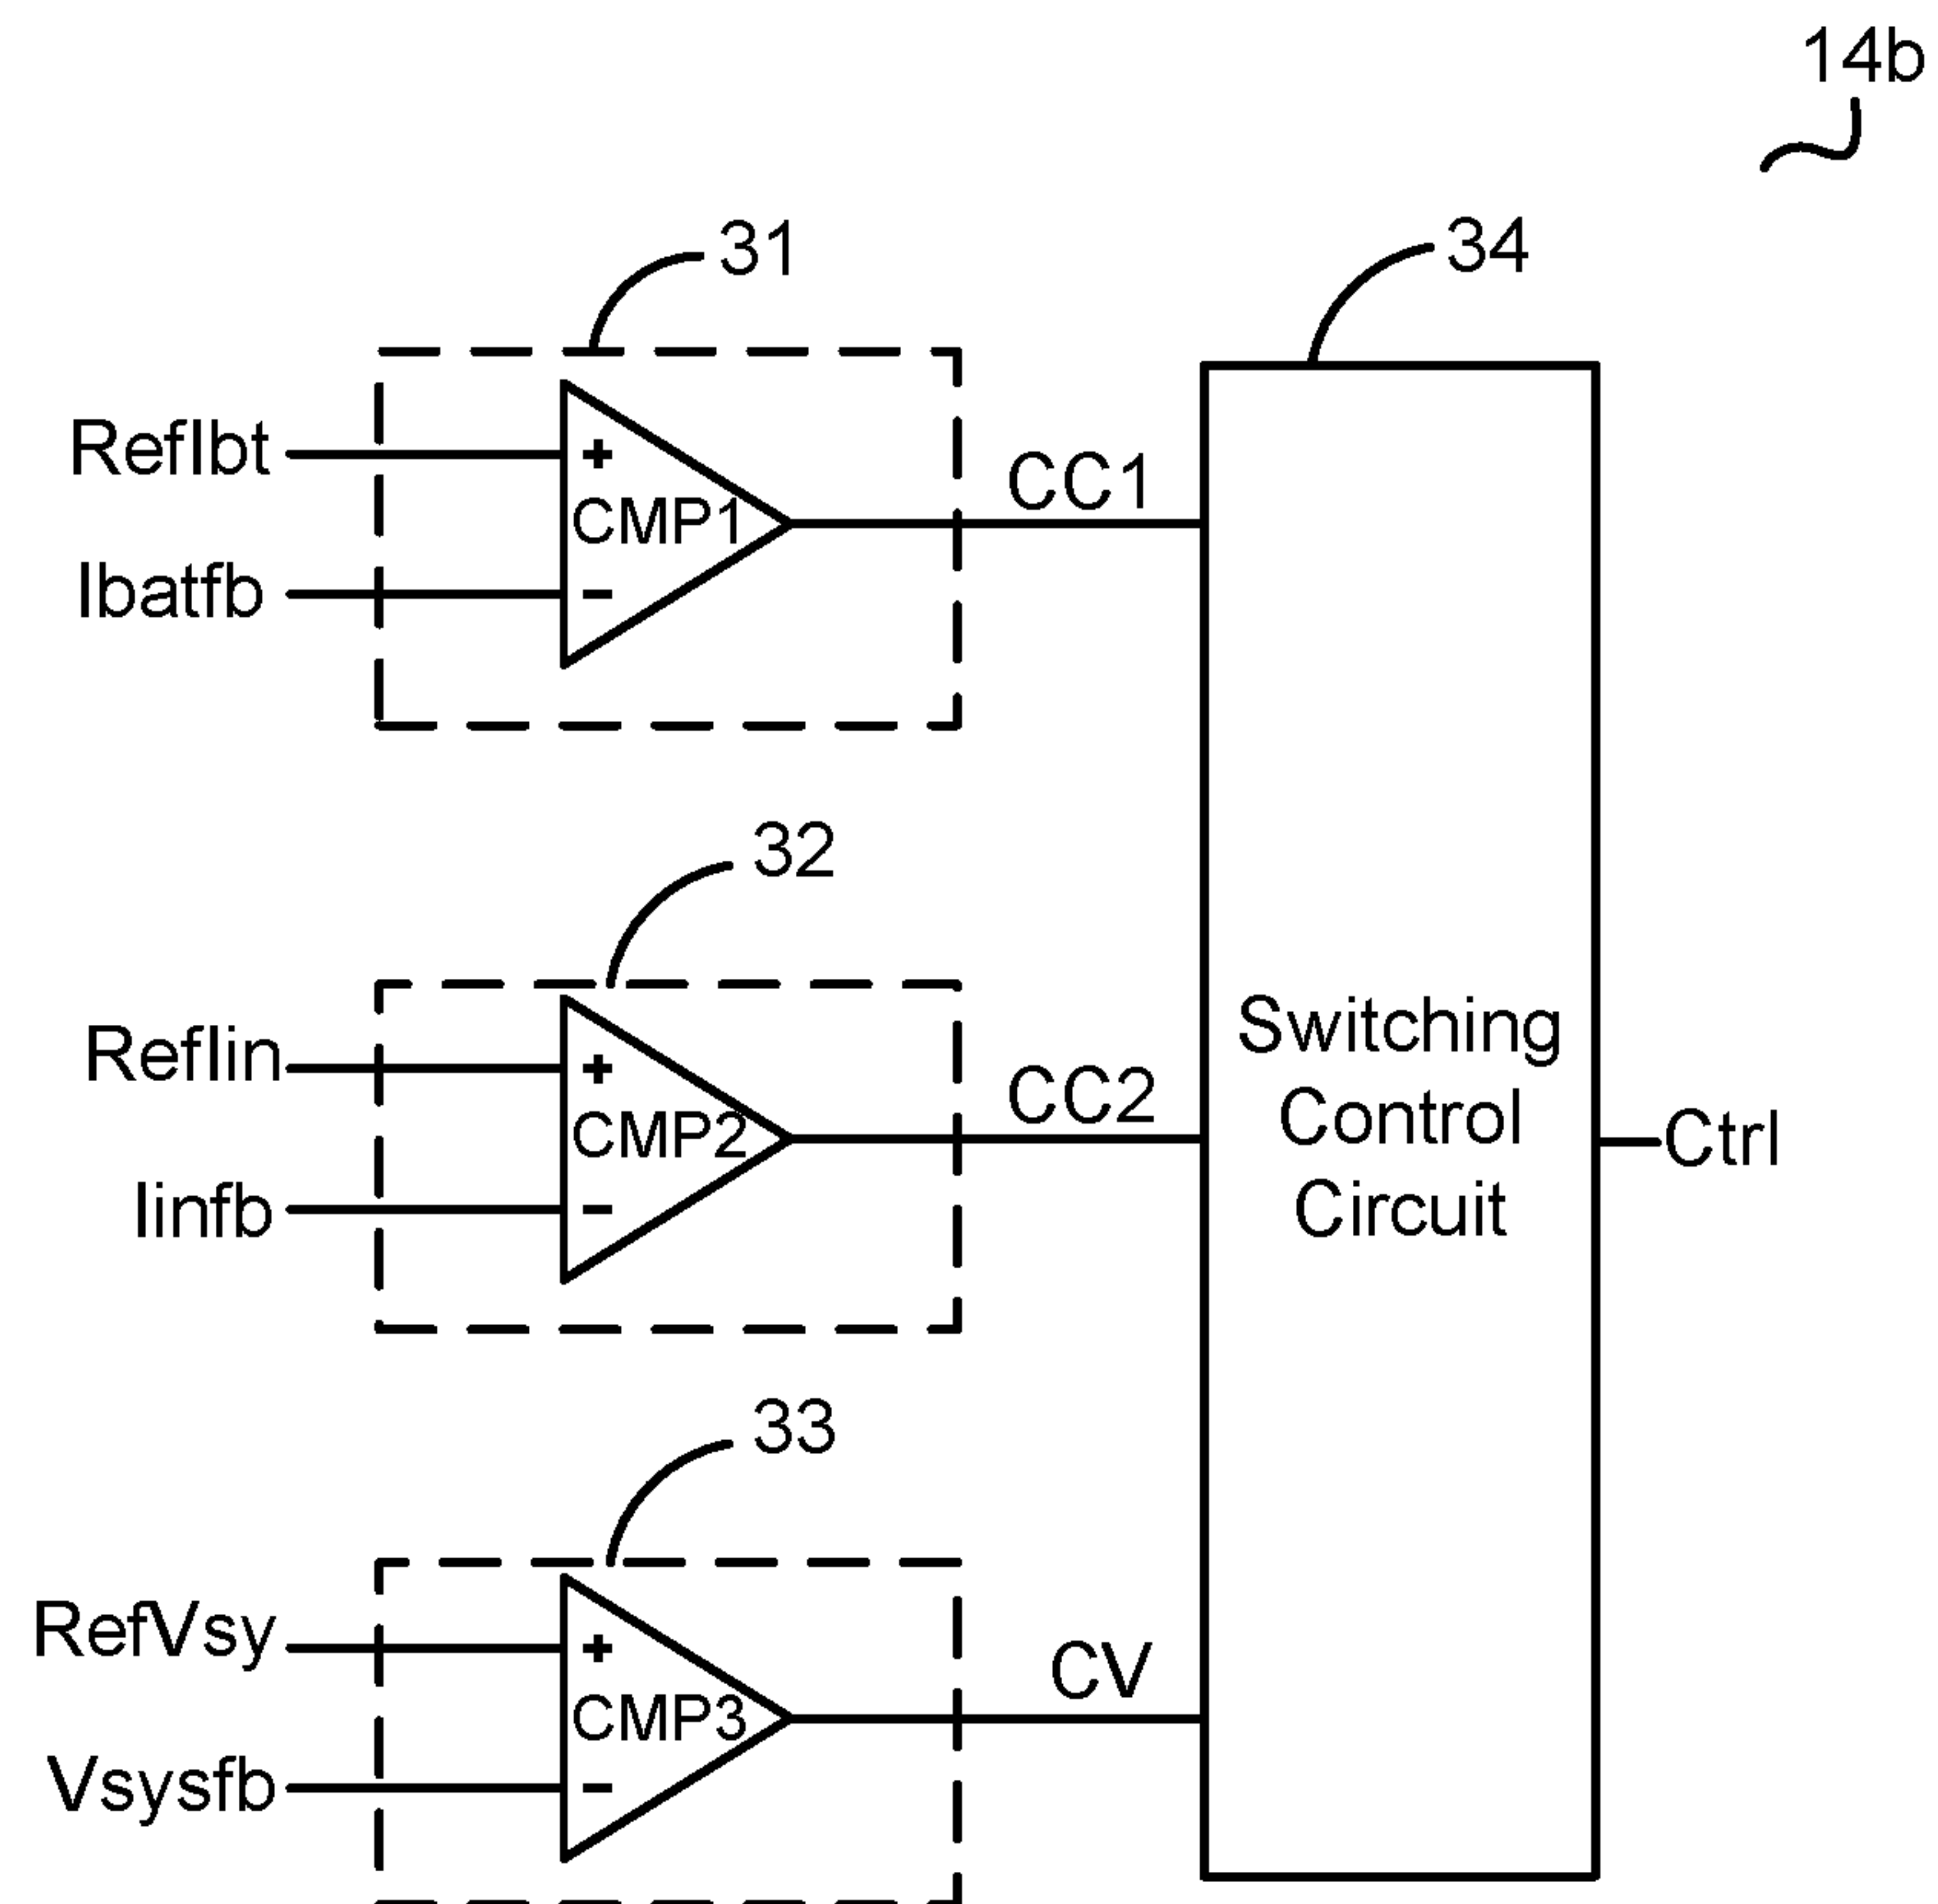 14b
31
34
RefIbt
+
CMP1
-
Ibatfb
CC1
32
RefIin
+
CMP2
-
Iinfb
CC2
Switching
Control
Circuit
Ctrl
33
RefVsy
+
CMP3
-
Vsysfb
CV